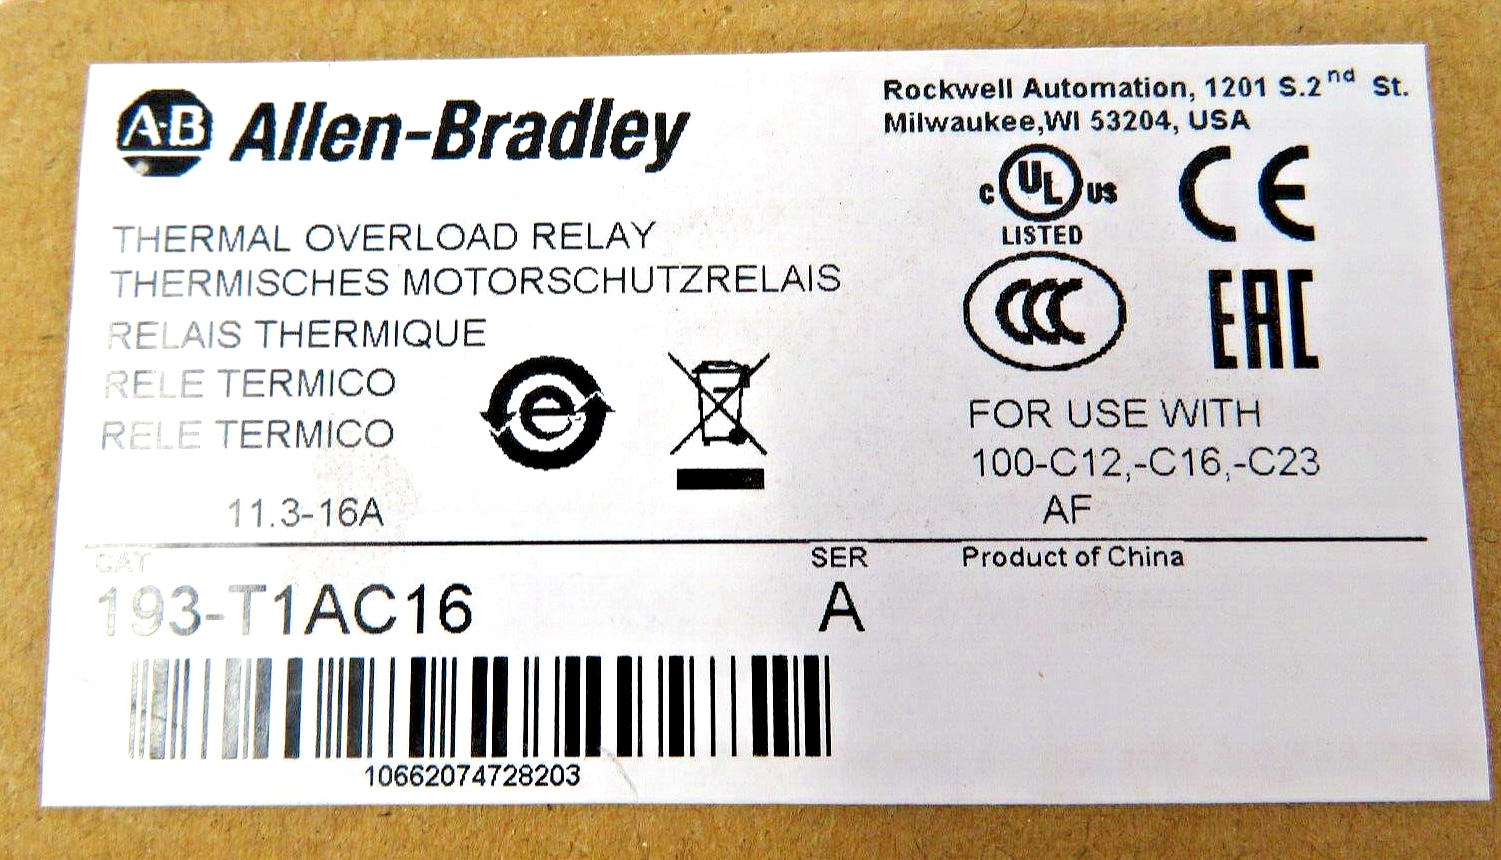 A-B Allen-Bradley
Rockwell Automation, 1201 S.2nd St.
Milwaukee,WI 53204, USA
C UL US
LISTED
CE
CCC
EAC
THERMAL OVERLOAD RELAY
THERMISCHES MOTORSCHUTZRELAIS
RELAIS THERMIQUE
RELE TERMICO
RELE TERMICO
e
11.3-16A
FOR USE WITH
100-C12,-C16,-C23
AF
CAT
193-T1AC16
SER
A
Product of China
10662074728203